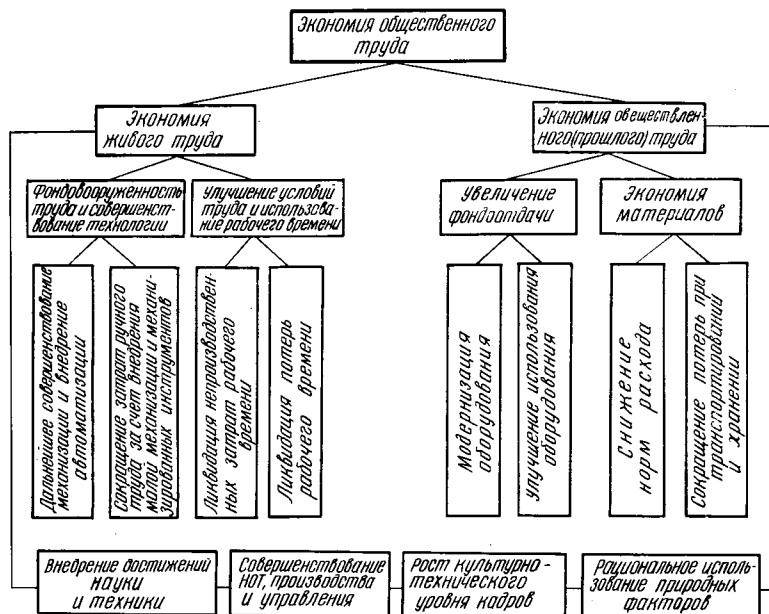 Экономия общественного
труда
Экономия
живого труда
Экономия овеществлен-
ного(прошлого) труда
Фондовооруженность
труда и совершенст-
вование технологии
Улучшение условий
труда и использова-
ние рабочего времени
Увеличение
фондоотдачи
Экономия
материалов
Дальнейшее совершенствование
механизации и внедрение
автоматизации
Сокращение затрат ручного
труда за счет внедрения
малой механизации и механи-
зированных инструментов
Ликвидация непроизводствен-
ных затрат рабочего
времени
Ликвидация потерь
рабочего времени
Модернизация
оборудования
Улучшение использования
оборудования
Снижение
норм расхода
Сокращение потерь при
транспортировании
и хранении
Внедрение достижений
науки
и техники
Совершенствование
НОТ, производства
и управления
Рост культурно-
технического
уровня кадров
Рациональное исполь-
зование природных
факторов